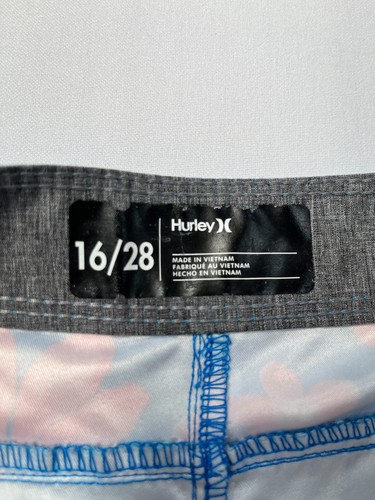 Hurley
16/28
MADE IN VIETNAM
FABRIQUÉ AU VIETNAM
HECHO EN VIETNAM